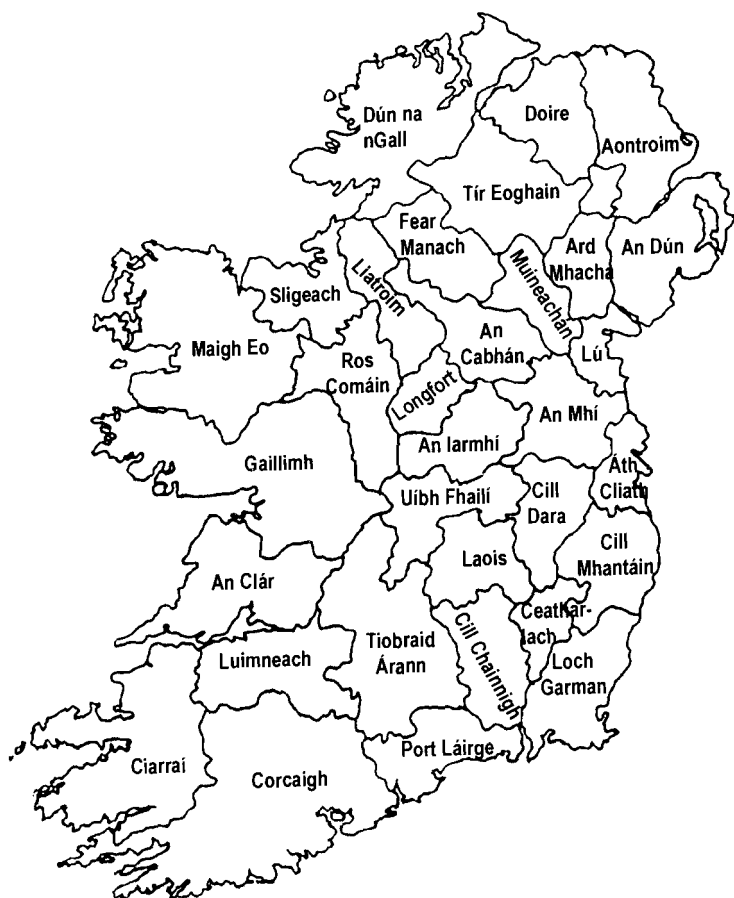 Dún na
nGall
Doire
Aontroim
Tír Eoghain
Fear
Manach
Ard
Mhacha
An Dún
Muineachán
Liatroim
Sligeach
An
Cabhán
Lú
Maigh Eo
Ros
Comáin
Longfort
An Mhí
An Iarmhí
Gaillimh
Áth
Cliath
Uíbh Fhailí
Cill
Dara
Laois
Cill
Mhantáin
An Clár
Ceathar-
lach
Tiobraid
Árann
Cill Chainnigh
Luimneach
Loch
Garman
Port Láirge
Ciarraí
Corcaigh